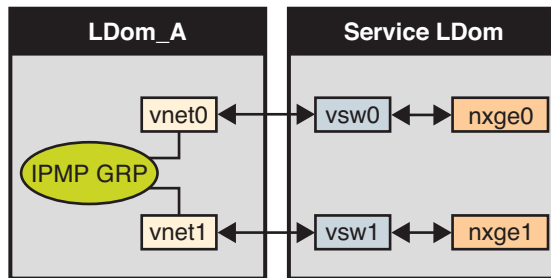 LDom_A
Service LDom
vnet0
vsw0
nxge0
IPMP GRP
vnet1
vsw1
nxge1